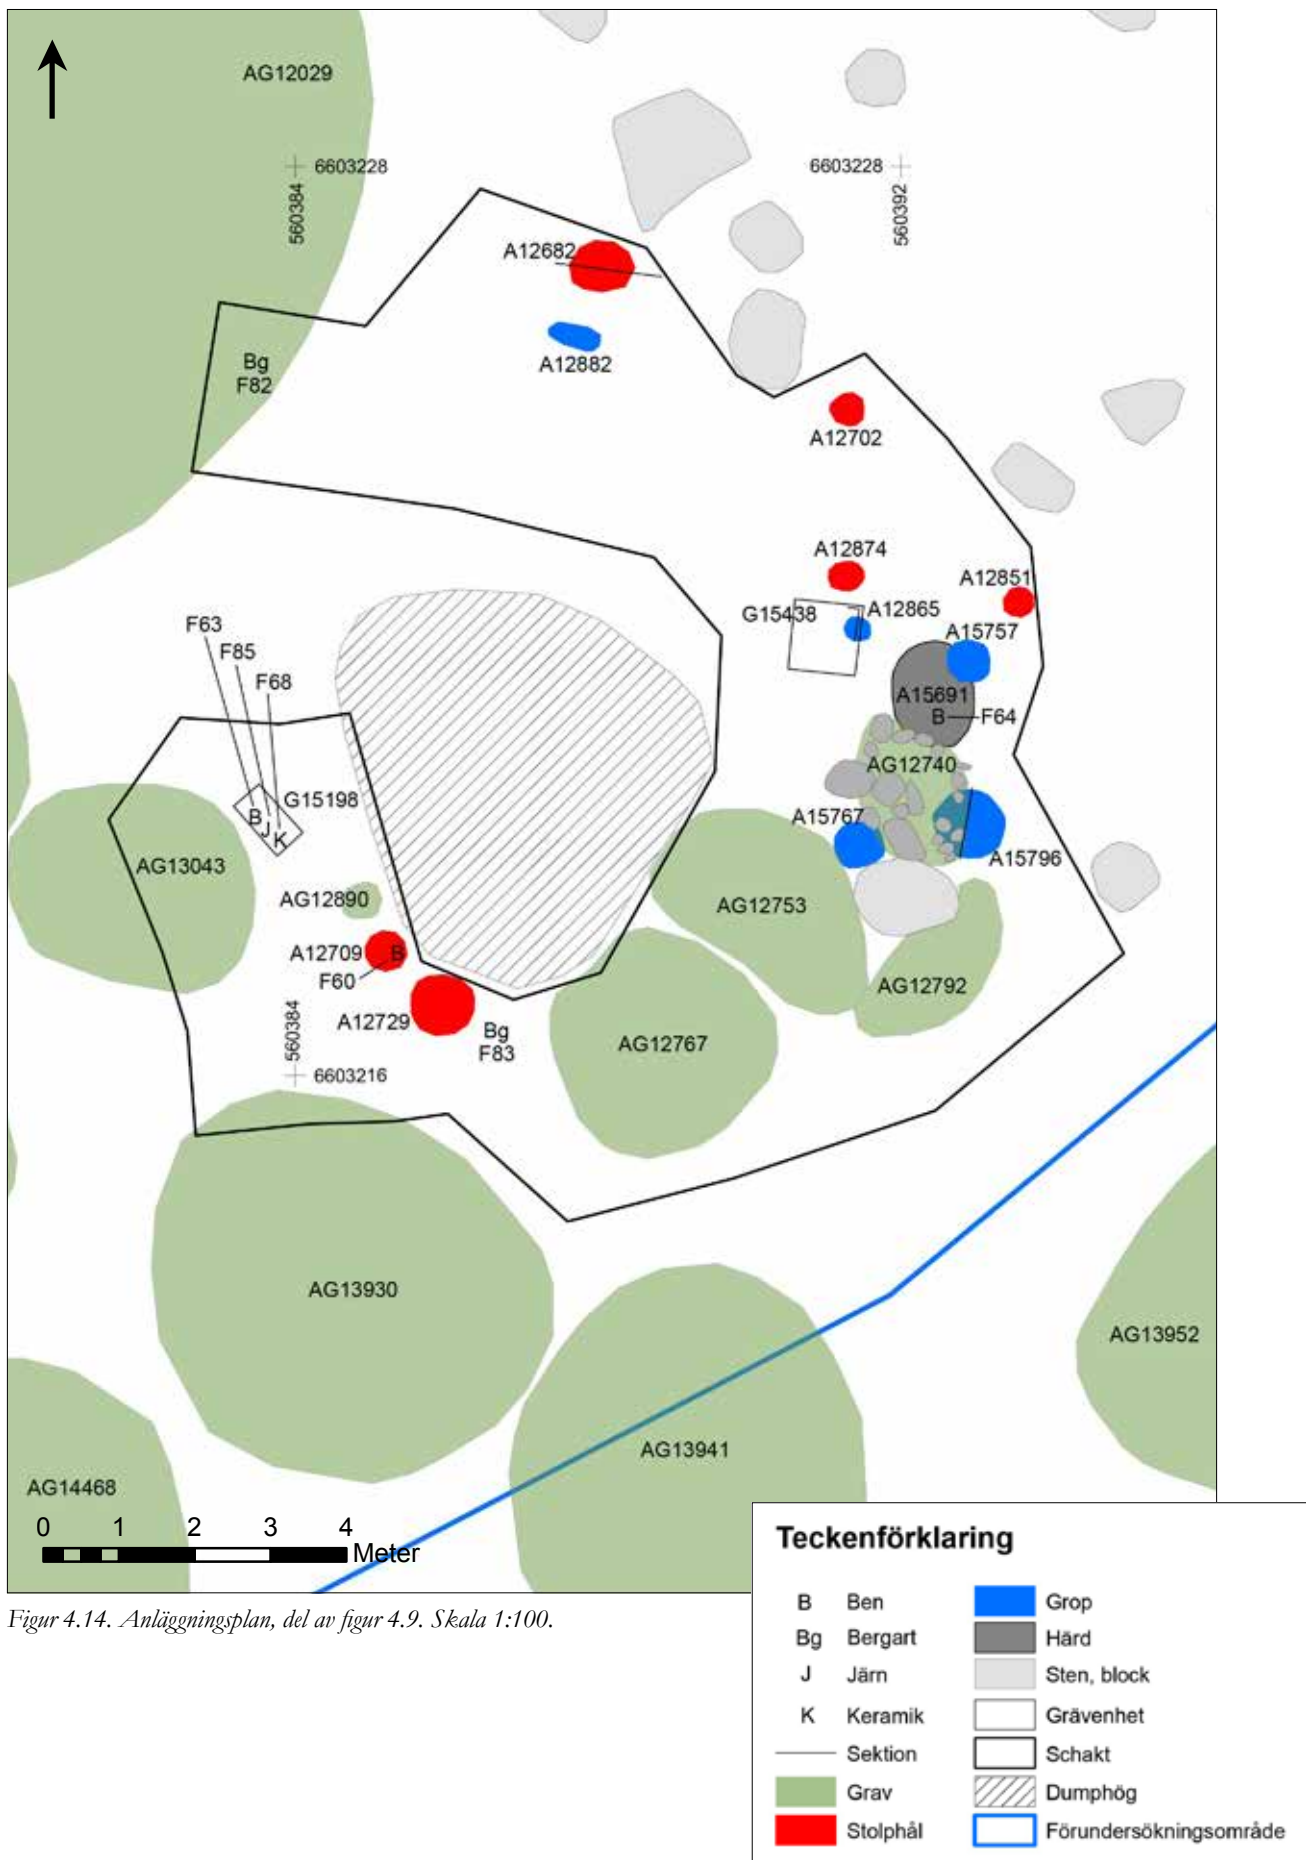 AG12029
6603228
6603228
560384
560392
A12682
A12882
Bg
F82
A12702
A12874
A12851
G15438
A12865
A15757
F63
F85
F68
A15691
B
F64
AG12740
G15198
B
J
K
A15767
AG13043
A15796
AG12890
AG12753
A12709
B
F60
AG12792
A12729
560384
Bg
F83
AG12767
6603216
AG13930
AG13952
AG13941
AG14468
0 1 2 3 4
Meter
Figur 4.14. Anläggningsplan, del av figur 4.9. Skala 1:100.
Teckenförklaring
B Ben
Bg Bergart
J Järn
K Keramik
Sektion
Grav
Stolphål
Grop
Härd
Sten, block
Grävenhet
Schakt
Dumphög
Förundersökningsområde